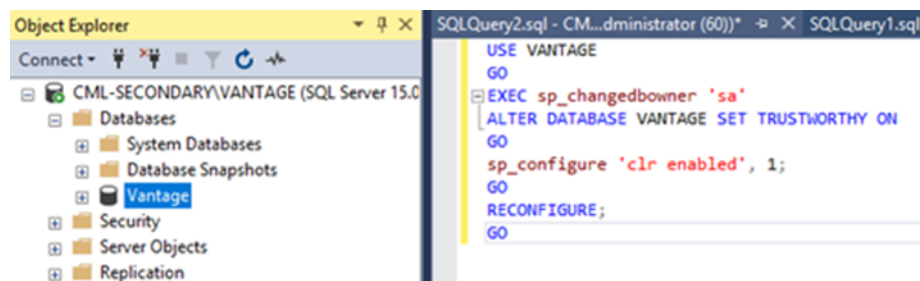 Object Explorer
Connect
CML-SECONDARY\VANTAGE (SQL Server 15.0
Databases
System Databases
Database Snapshots
Vantage
Security
Server Objects
Replication
SQLQuery2.sql - CM...dministrator (60))* SQLQuery1.sql
USE VANTAGE
GO
EXEC sp_changedbowner 'sa'
ALTER DATABASE VANTAGE SET TRUSTWORTHY ON
GO
sp_configure 'clr enabled', 1;
GO
RECONFIGURE;
GO